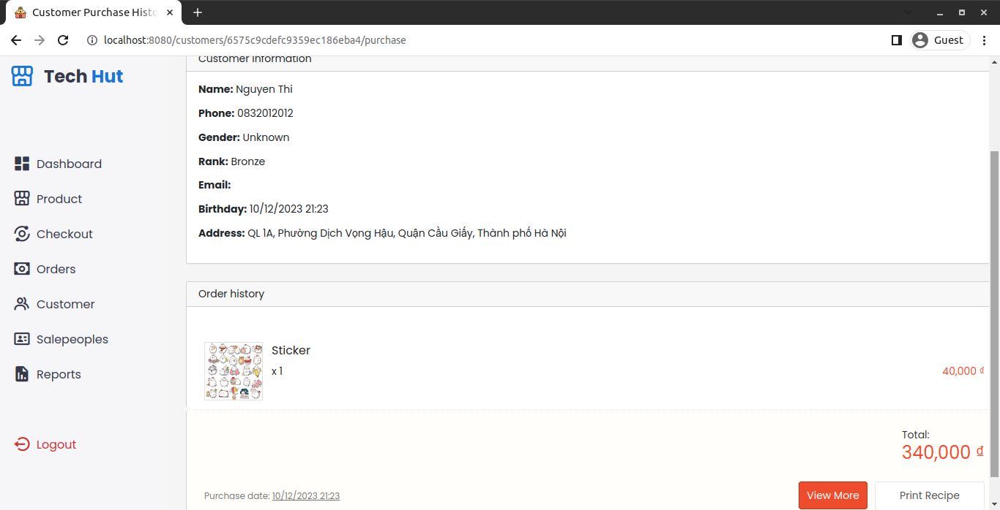 Customer Purchase Histo
localhost:8080/customers/6575c9cdefc9359ec186eba4/purchase
Guest
Tech Hut
Dashboard
Product
Checkout
Orders
Customer
Salepeoples
Reports
Logout
Customer Information
Name: Nguyen Thi
Phone: 0832012012
Gender: Unknown
Rank: Bronze
Email:
Birthday: 10/12/2023 21:23
Address: QL 1A, Phường Dịch Vọng Hậu, Quận Cầu Giấy, Thành phố Hà Nội
Order history
Sticker
x 1
40,000 ₫
Total:
340,000 ₫
Purchase date: 10/12/2023 21:23
View More
Print Recipe